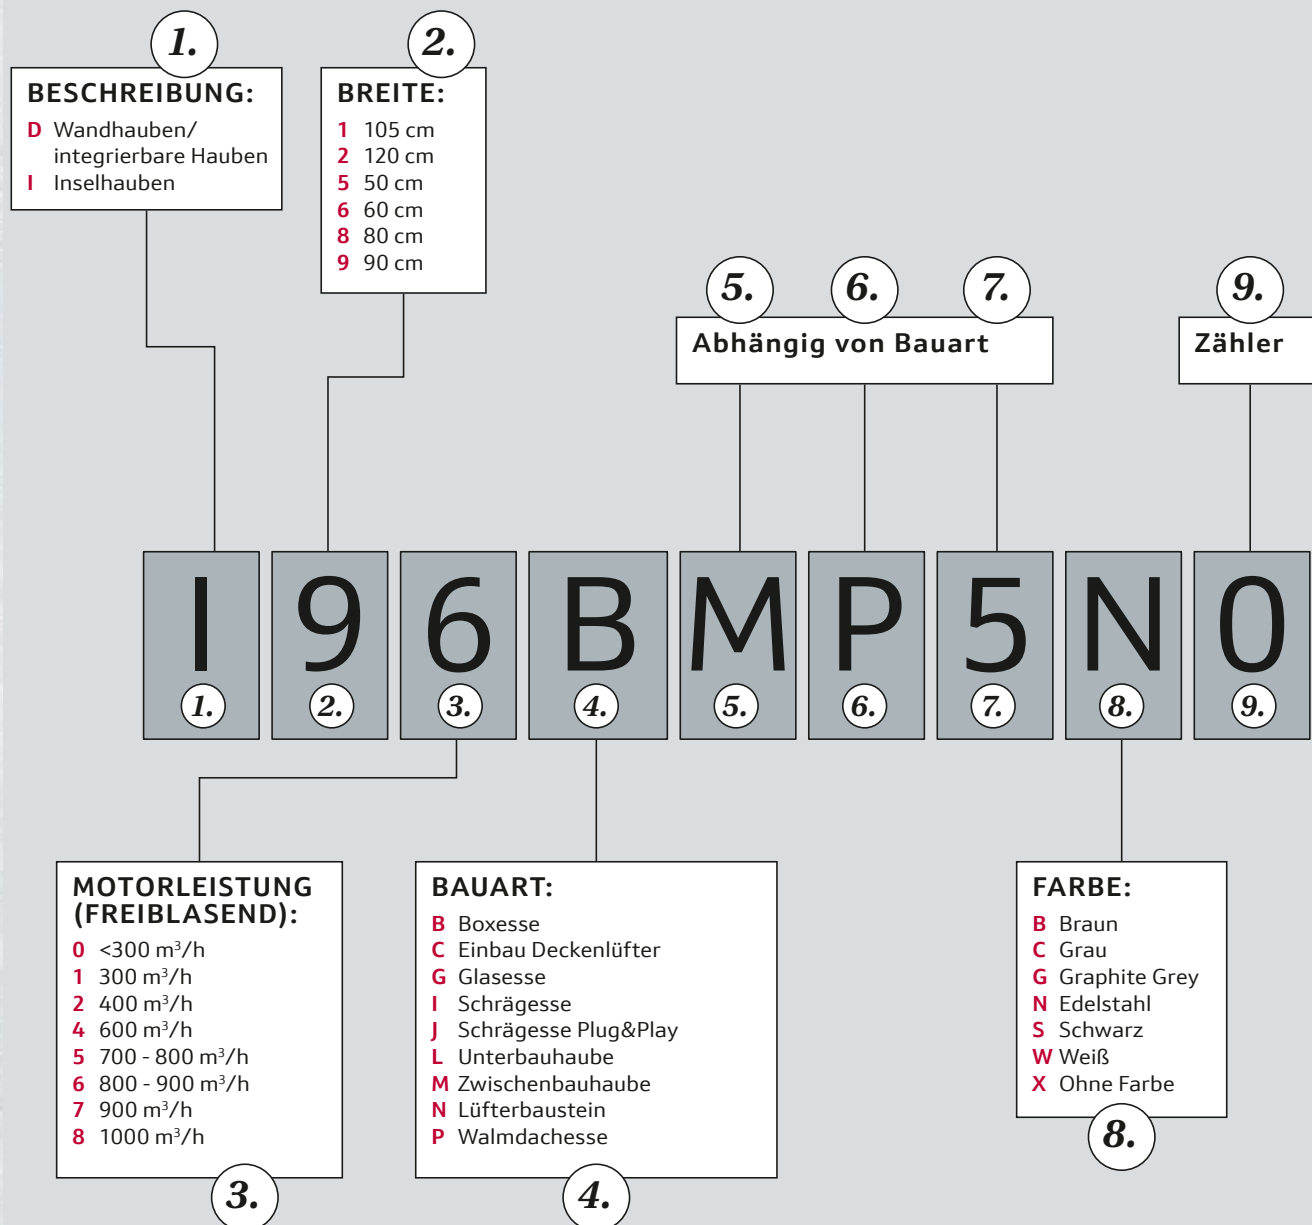 1.
BESCHREIBUNG:
D Wandhauben/
integrierbare Hauben
I Inselhauben
2.
BREITE:
1 105 cm
2 120 cm
5 50 cm
6 60 cm
8 80 cm
9 90 cm
5. 6. 7.
Abhängig von Bauart
9.
Zähler
I 9 6 B M P 5 N 0
1. 2. 3. 4. 5. 6. 7. 8. 9.
MOTORLEISTUNG
(FREIBLASEND):
0 <300 m³/h
1 300 m³/h
2 400 m³/h
4 600 m³/h
5 700 - 800 m³/h
6 800 - 900 m³/h
7 900 m³/h
8 1000 m³/h
3.
BAUART:
B Boxesse
C Einbau Deckenlüfter
G Glasesse
I Schrägesse
J Schrägesse Plug&Play
L Unterbauhaube
M Zwischenbauhaube
N Lüfterbaustein
P Walmdachesse
4.
FARBE:
B Braun
C Grau
G Graphite Grey
N Edelstahl
S Schwarz
W Weiß
X Ohne Farbe
8.